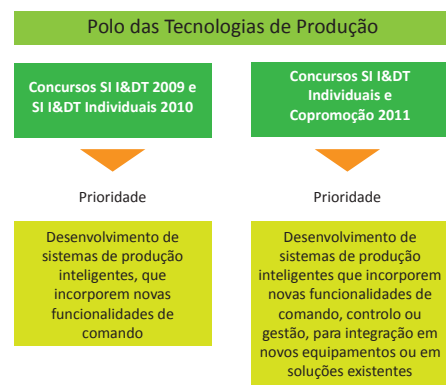 Polo das Tecnologias de Produção
Concursos SI I&DT 2009 e
SI I&DT Individuais 2010
Prioridade
Desenvolvimento de
sistemas de produção
inteligentes, que
incorporem novas
funcionalidades de
comando
Concursos SI I&DT
Individuais e
Copromoção 2011
Prioridade
Desenvolvimento de
sistemas de produção
inteligentes que incorporem
novas funcionalidades de
comando, controlo ou
gestão, para integração em
novos equipamentos ou em
soluções existentes